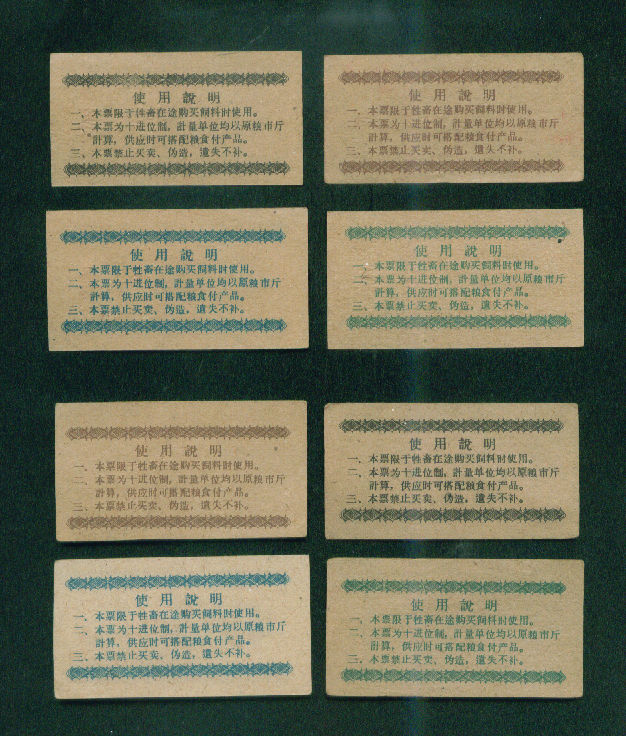 使用說明
一、本票限于牲畜在途购买飼料时使用。
二、本票为十进位制，計量单位均以原粮市斤
計算，供应时可搭配粮食付产品。
三、本票禁止买卖、伪造，遺失不补。
使用說明
一、本票限于牲畜在途购买飼料时使用。
二、本票为十进位制，計量单位均以原粮市斤
計算，供应时可搭配粮食付产品。
三、本票禁止买卖、伪造，遺失不补。
使用說明
一、本票限于牲畜在途购买飼料时使用。
二、本票为十进位制，計量单位均以原粮市斤
計算，供应时可搭配粮食付产品。
三、本票禁止买卖、伪造，遺失不补。
使用說明
一、本票限于牲畜在途购买飼料时使用。
二、本票为十进位制，計量单位均以原粮市斤
計算，供应时可搭配粮食付产品。
三、本票禁止买卖、伪造，遺失不补。
使用說明
一、本票限于牲畜在途购买飼料时使用。
二、本票为十进位制，計量单位均以原粮市斤
計算，供应时可搭配粮食付产品。
三、本票禁止买卖、伪造，遺失不补。
使用說明
一、本票限于牲畜在途购买飼料时使用。
二、本票为十进位制，計量单位均以原粮市斤
計算，供应时可搭配粮食付产品。
三、本票禁止买卖、伪造，遺失不补。
使用說明
一、本票限于牲畜在途购买飼料时使用。
二、本票为十进位制，計量单位均以原粮市斤
計算，供应时可搭配粮食付产品。
三、本票禁止买卖、伪造，遺失不补。
使用說明
一、本票限于牲畜在途购买飼料时使用。
二、本票为十进位制，計量单位均以原粮市斤
計算，供应时可搭配粮食付产品。
三、本票禁止买卖、伪造，遺失不补。